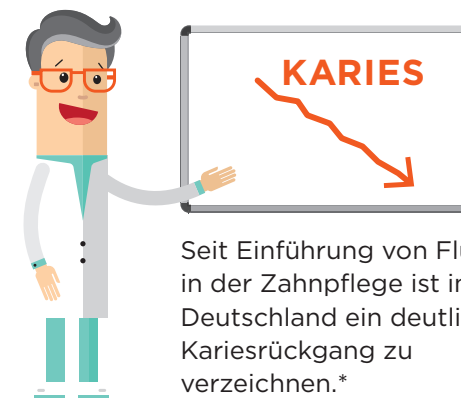 KARIES
Seit Einführung von
in der Zahnpflege ist
Deutschland ein
Kariesrückgang zu
verzeichnen.*